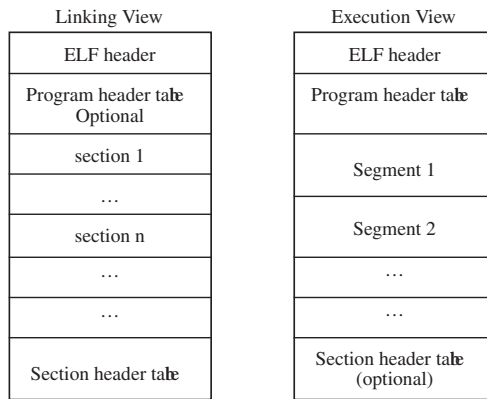 Linking View
ELF header
Program header table
Optional
section 1
...
section n
...
...
Section header table
Execution View
ELF header
Program header table
Segment 1
Segment 2
...
...
Section header table
(optional)